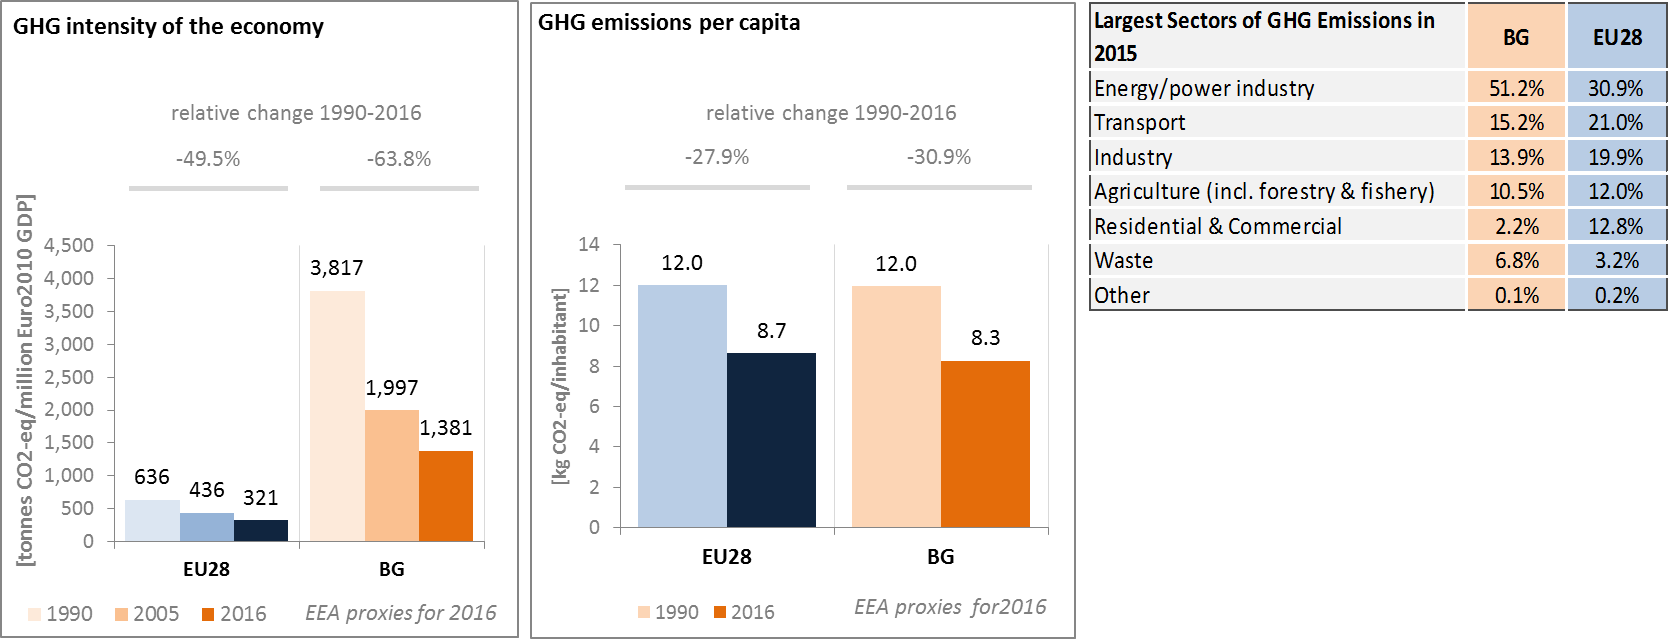 GHG intensity of the economy
relative change 1990-2016
-49.5% -63.8%
[tonnes CO2-eq/million Euro2010 GDP]
4,500
4,000
3,500
3,000
2,500
2,000
1,500
1,000
500
0
636 436 321
3,817
1,997
1,381
EU28 BG
1990 2005 2016
EEA proxies for 2016
GHG emissions per capita
relative change 1990-2016
-27.9% -30.9%
[kg CO2-eq/inhabitant]
14
12
10
8
6
4
2
0
12.0
8.7
12.0
8.3
EU28 BG
1990 2016
EEA proxies for2016
Largest Sectors of GHG Emissions in
2015 BG EU28
Energy/power industry 51.2% 30.9%
Transport 15.2% 21.0%
Industry 13.9% 19.9%
Agriculture (incl. forestry & fishery) 10.5% 12.0%
Residential & Commercial 2.2% 12.8%
Waste 6.8% 3.2%
Other 0.1% 0.2%